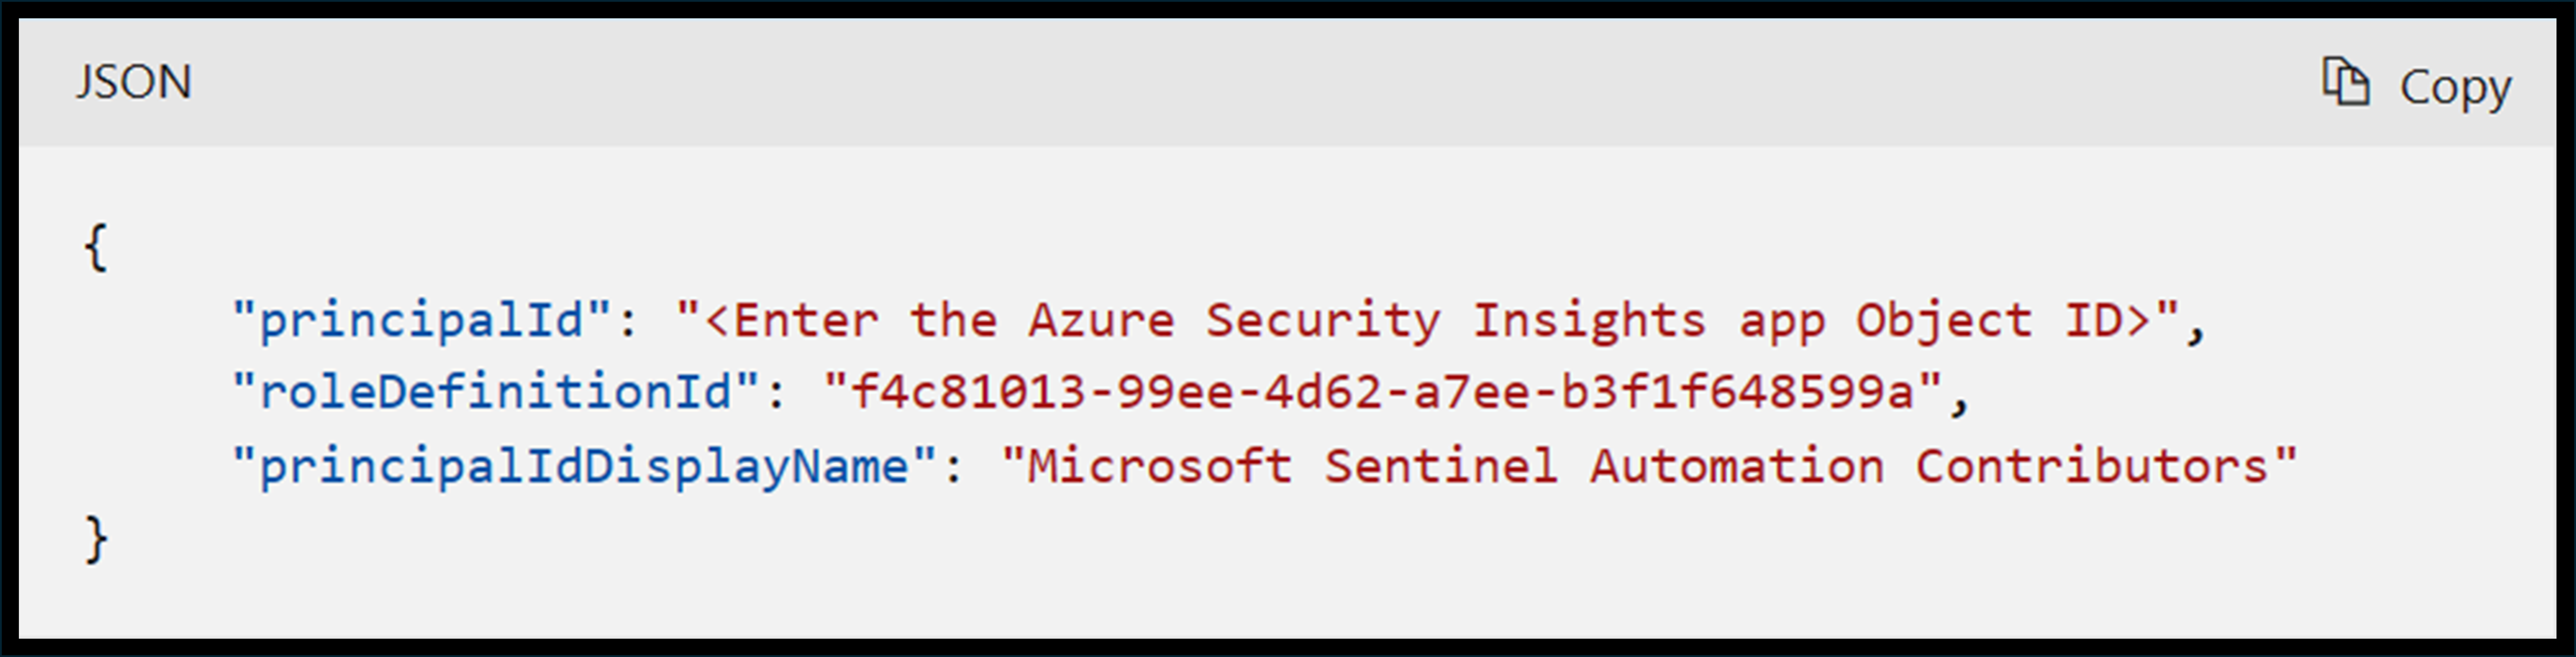 JSON
Copy
{
"principalId": "<Enter the Azure Security Insights app Object ID>",
"roleDefinitionId": "f4c81013-99ee-4d62-a7ee-b3f1f648599a",
"principalIdDisplayName": "Microsoft Sentinel Automation Contributors"
}